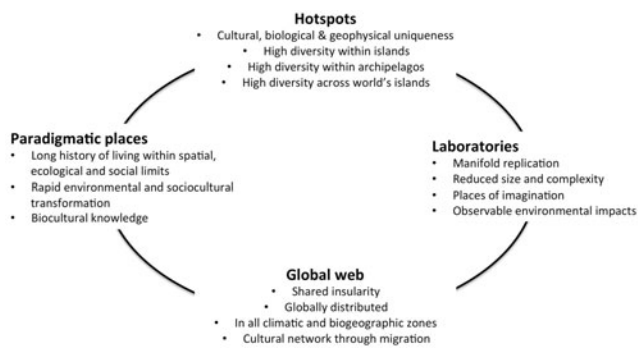 Hotspots
• Cultural, biological & geophysical uniqueness
• High diversity within islands
• High diversity within archipelagos
• High diversity across world's islands
Paradigmatic places
• Long history of living within spatial,
ecological and social limits
• Rapid environmental and sociocultural
transformation
• Biocultural knowledge
Laboratories
• Manifold replication
• Reduced size and complexity
• Places of imagination
• Observable environmental impacts
Global web
• Shared insularity
• Globally distributed
• In all climatic and biogeographic zones
• Cultural network through migration